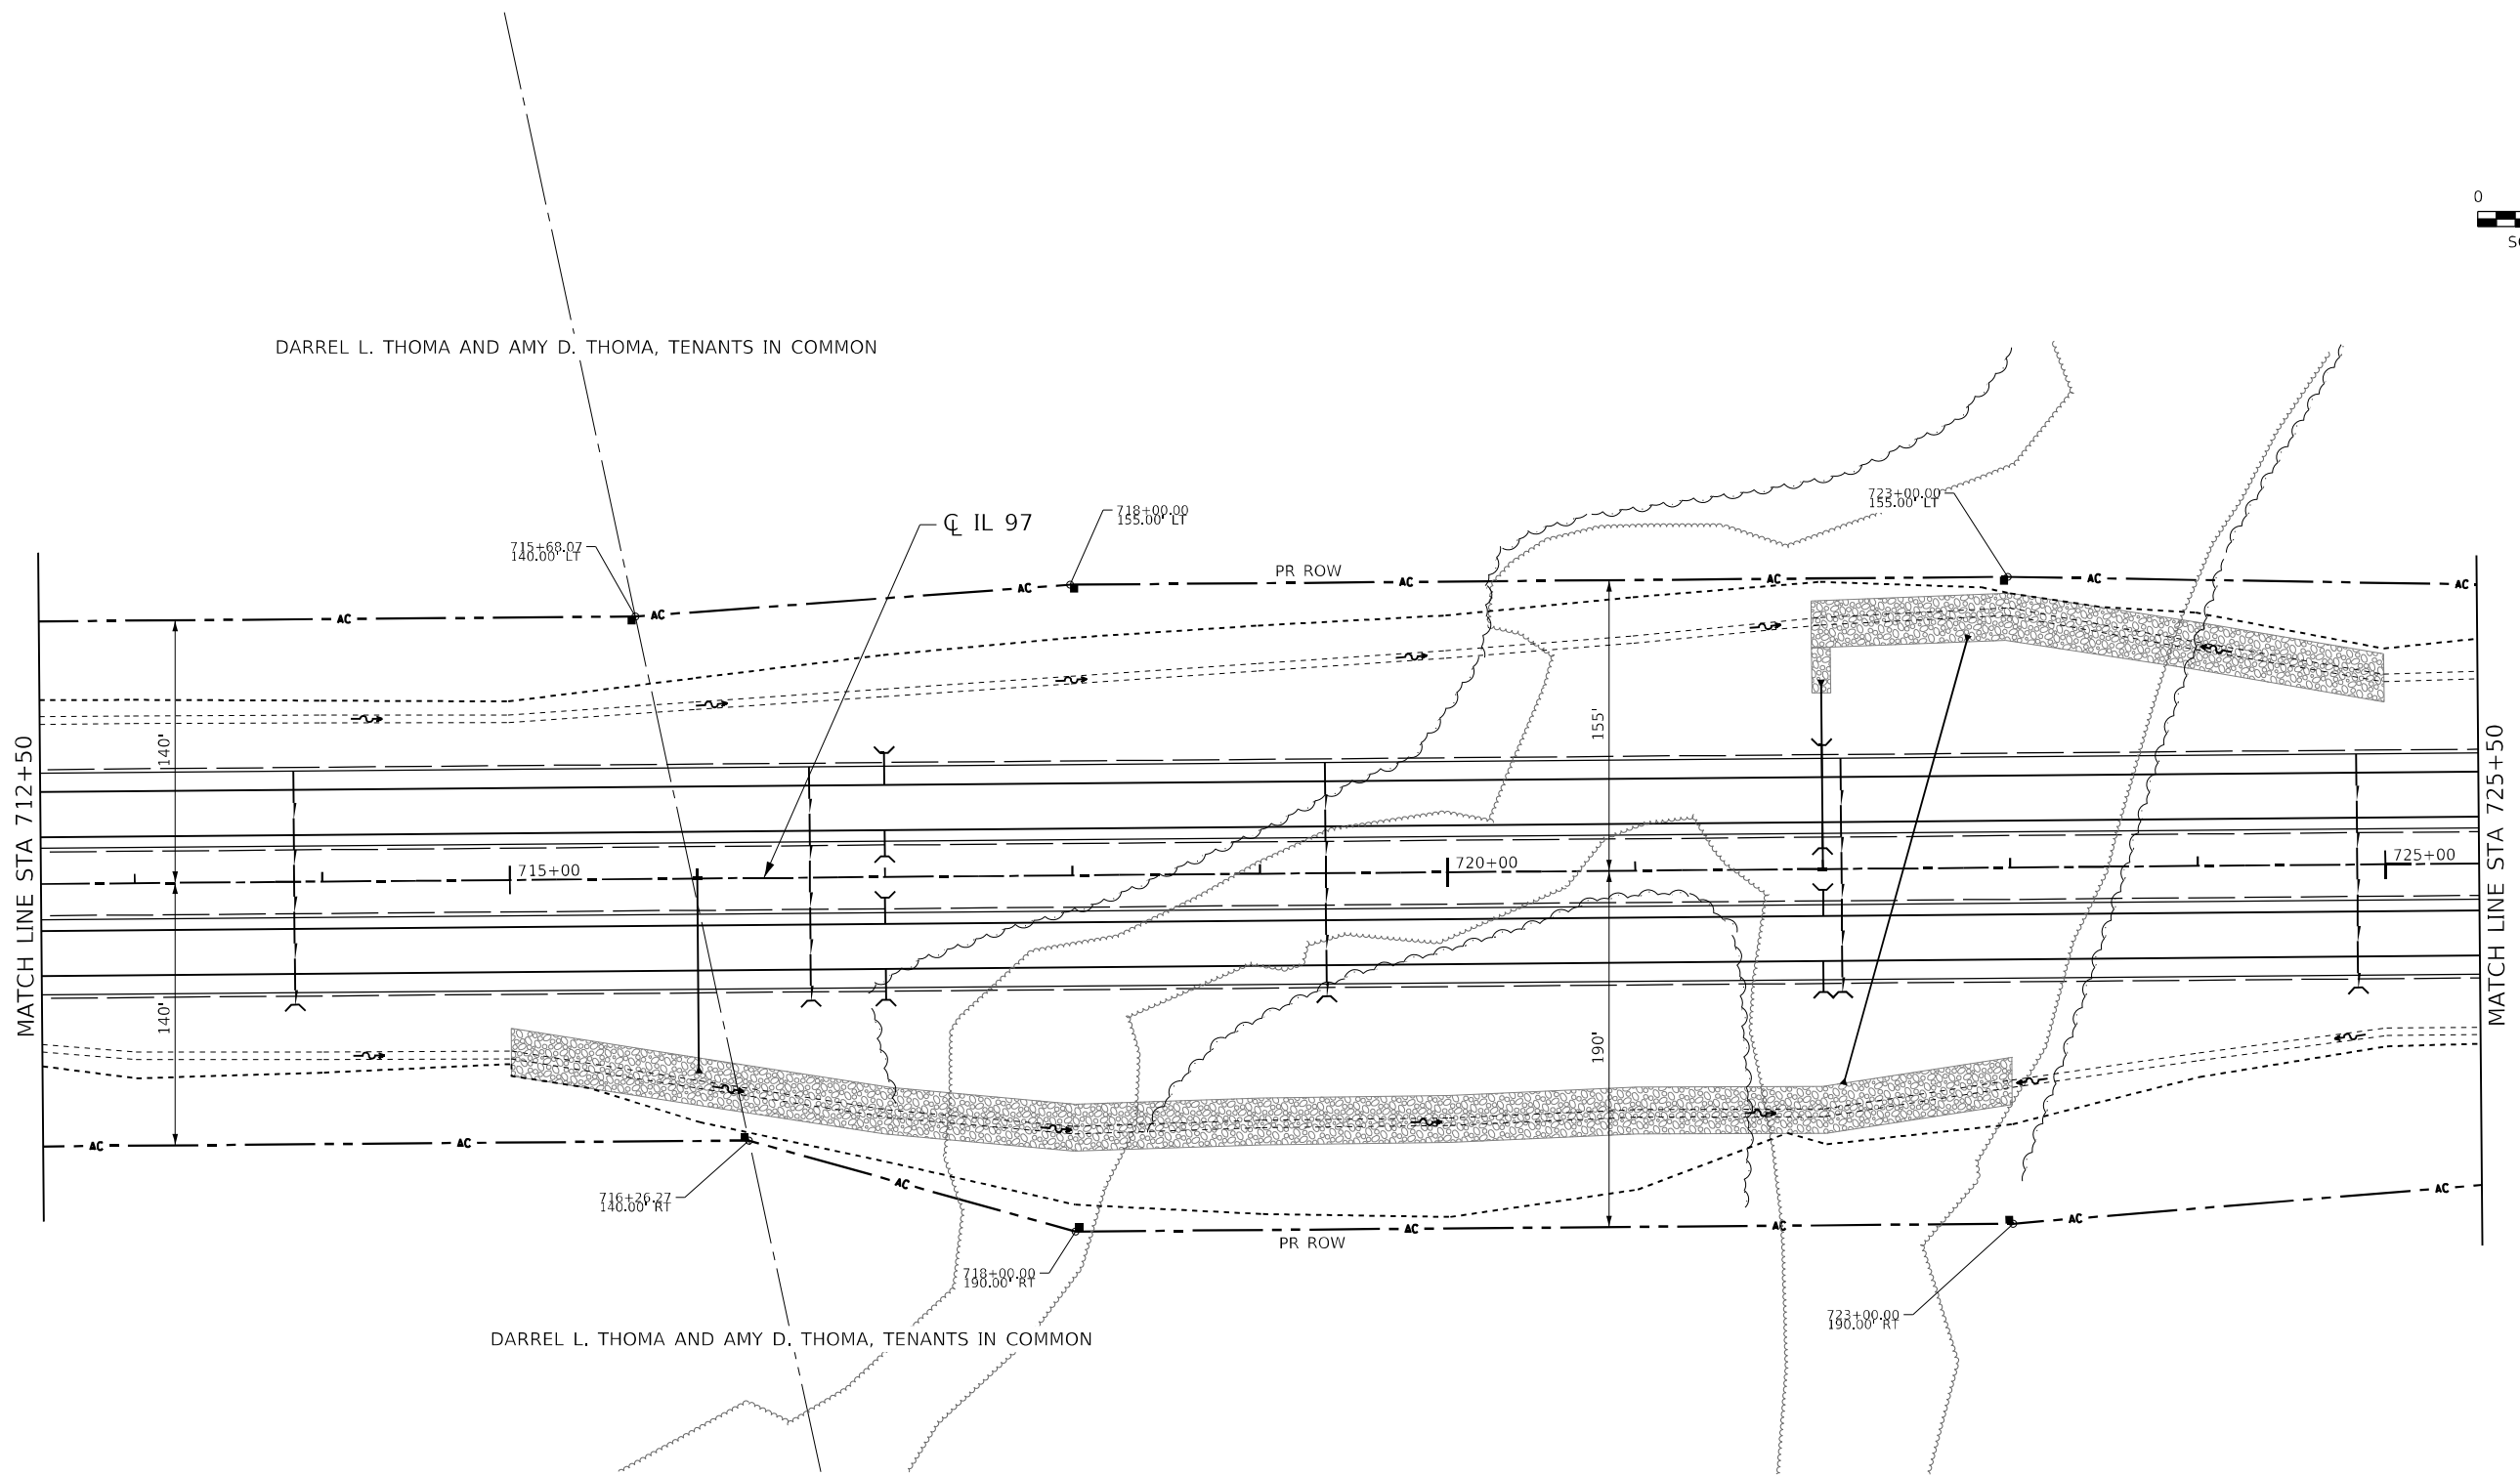 0
SC
DARREL L. THOMA AND AMY D. THOMA, TENANTS IN COMMON
723+00.00
155.00' LT
718+00.00
155.00' LT
℄ IL 97
715+68.07
140.00' LT
PR ROW
AC
AC
AC
AC
AC
AC
AC
MATCH LINE STA 712+50
140'
155'
MATCH LINE STA 725+50
715+00
720+00
725+00
140'
190'
AC
AC
AC
AC
AC
AC
AC
716+26.27
140.00' RT
PR ROW
718+00.00
190.00' RT
723+00.00
190.00' RT
DARREL L. THOMA AND AMY D. THOMA, TENANTS IN COMMON